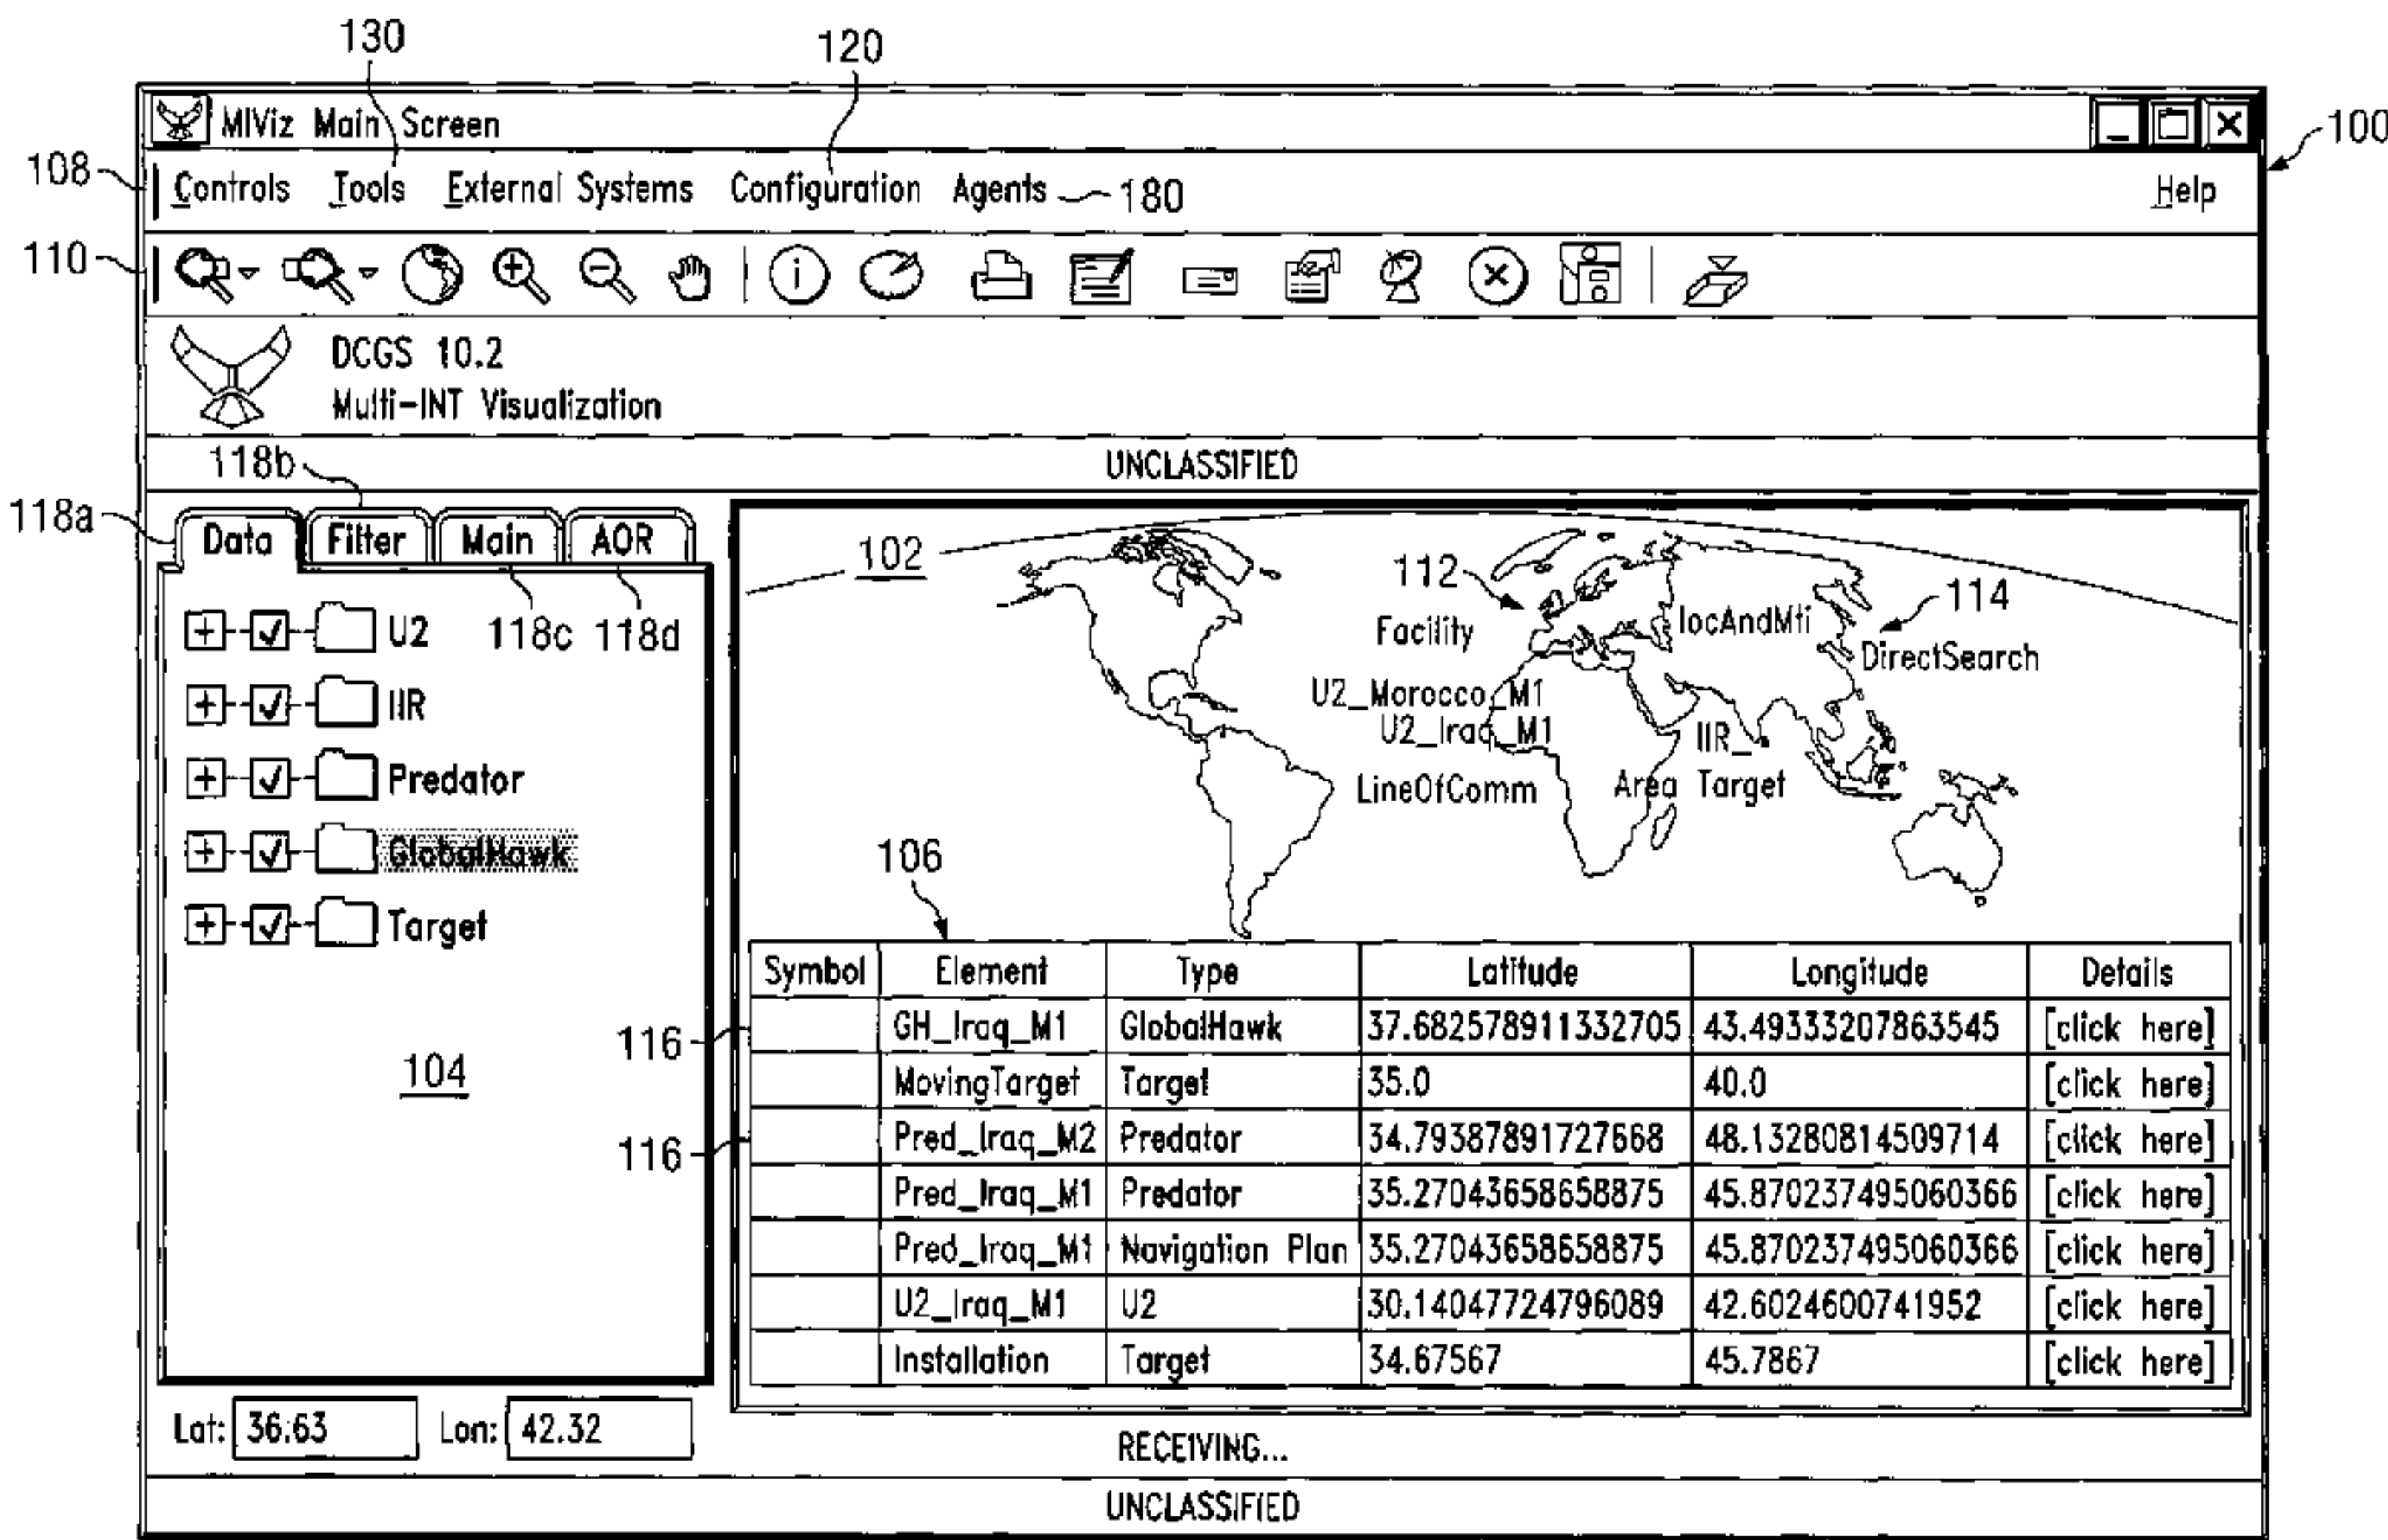 130
120
MIViz Main Screen
100
108
Controls Tools External Systems Configuration Agents 180 Help
110
DCGS 10.2
Multi-INT Visualization
UNCLASSIFIED
118b
118a
Data Filter Main AOR
118c 118d
U2
IIR
Predator
GlobalHawk
Target
104
102
112
114
Facility
locAndMti
DirectSearch
U2_Morocco_M1
U2_Iraq_M1
IIR_
LineOfComm
Area Target
106
Symbol Element Type Latitude Longitude Details
116
GH_Iraq_M1 GlobalHawk 37.682578911332705 43.49333207863545 [click here]
MovingTarget Target 35.0 40.0 [click here]
116
Pred_Iraq_M2 Predator 34.79387891727668 48.13280814509714 [click here]
Pred_Iraq_M1 Predator 35.27043658658875 45.870237495060366 [click here]
Pred_Iraq_M1 Navigation Plan 35.27043658658875 45.870237495060366 [click here]
U2_Iraq_M1 U2 30.14047724796089 42.6024600741952 [click here]
Installation Target 34.67567 45.7867 [click here]
Lat: 36.63 Lon: 42.32
RECEIVING...
UNCLASSIFIED